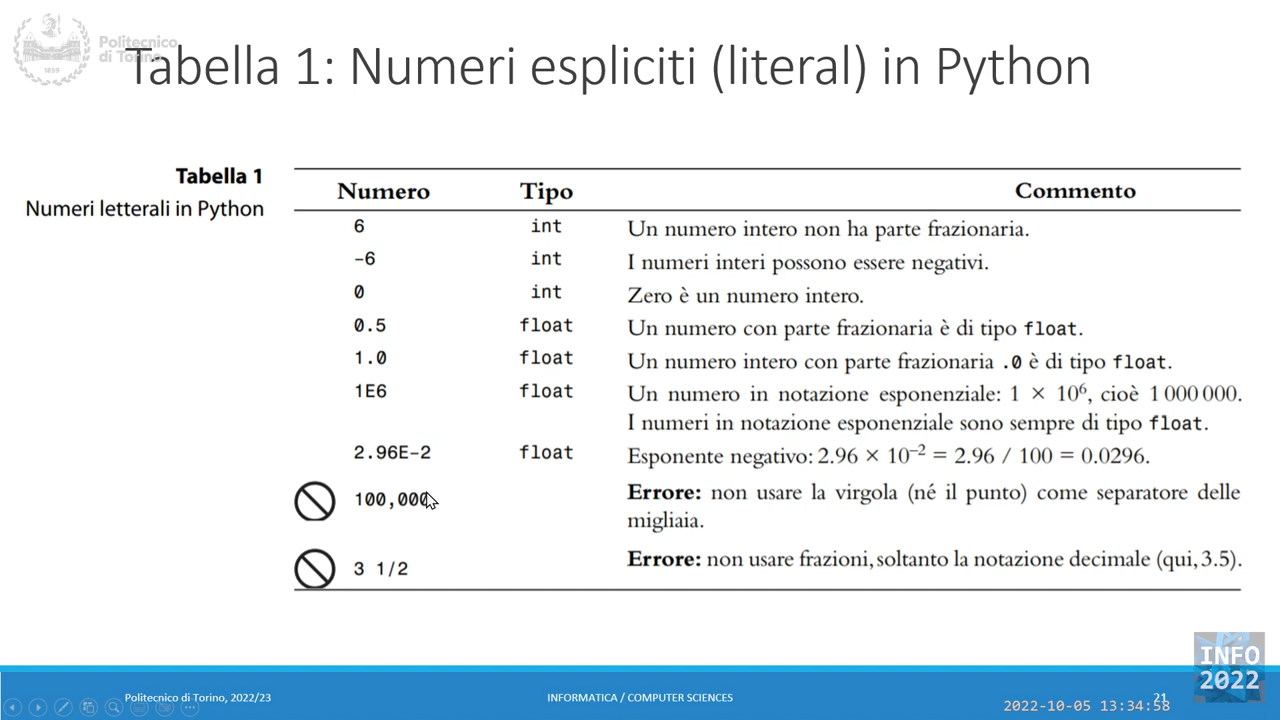 Politecnico
di Torino
1859
Tabella 1: Numeri espliciti (literal) in Python
Tabella 1
Numeri letterali in Python
Numero Tipo Commento
6 int Un numero intero non ha parte frazionaria.
-6 int I numeri interi possono essere negativi.
0 int Zero è un numero intero.
0.5 float Un numero con parte frazionaria è di tipo float.
1.0 float Un numero intero con parte frazionaria .0 è di tipo float.
1E6 float Un numero in notazione esponenziale: 1 × 10⁶, cioè 1 000 000.
I numeri in notazione esponenziale sono sempre di tipo float.
2.96E-2 float Esponente negativo: 2.96 × 10⁻² = 2.96 / 100 = 0.0296.
100,000 Errore: non usare la virgola (né il punto) come separatore delle
migliaia.
3 1/2 Errore: non usare frazioni, soltanto la notazione decimale (qui, 3.5).
INFO
2022
Politecnico di Torino, 2022/23 INFORMATICA / COMPUTER SCIENCES 21
2022-10-05 13:34:58